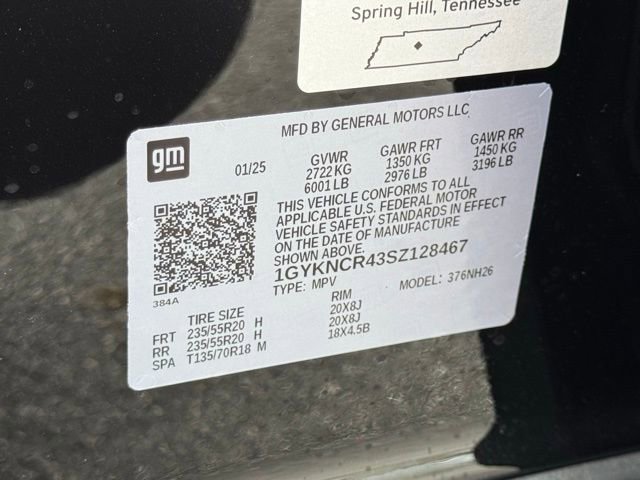 Spring Hill, Tennessee
MFD BY GENERAL MOTORS LLC
gm
01/25
GVWR GAWR FRT GAWR RR
2722 KG 1350 KG 1450 KG
6001 LB 2976 LB 3196 LB
THIS VEHICLE CONFORMS TO ALL
APPLICABLE U.S. FEDERAL MOTOR
VEHICLE SAFETY STANDARDS IN EFFECT
ON THE DATE OF MANUFACTURE
SHOWN ABOVE.
1GYKNCR43SZ128467
TYPE: MPV MODEL: 376NH26
384A
TIRE SIZE RIM
FRT 235/55R20 H 20X8J
RR 235/55R20 H 20X8J
SPA T135/70R18 M 18X4.5B